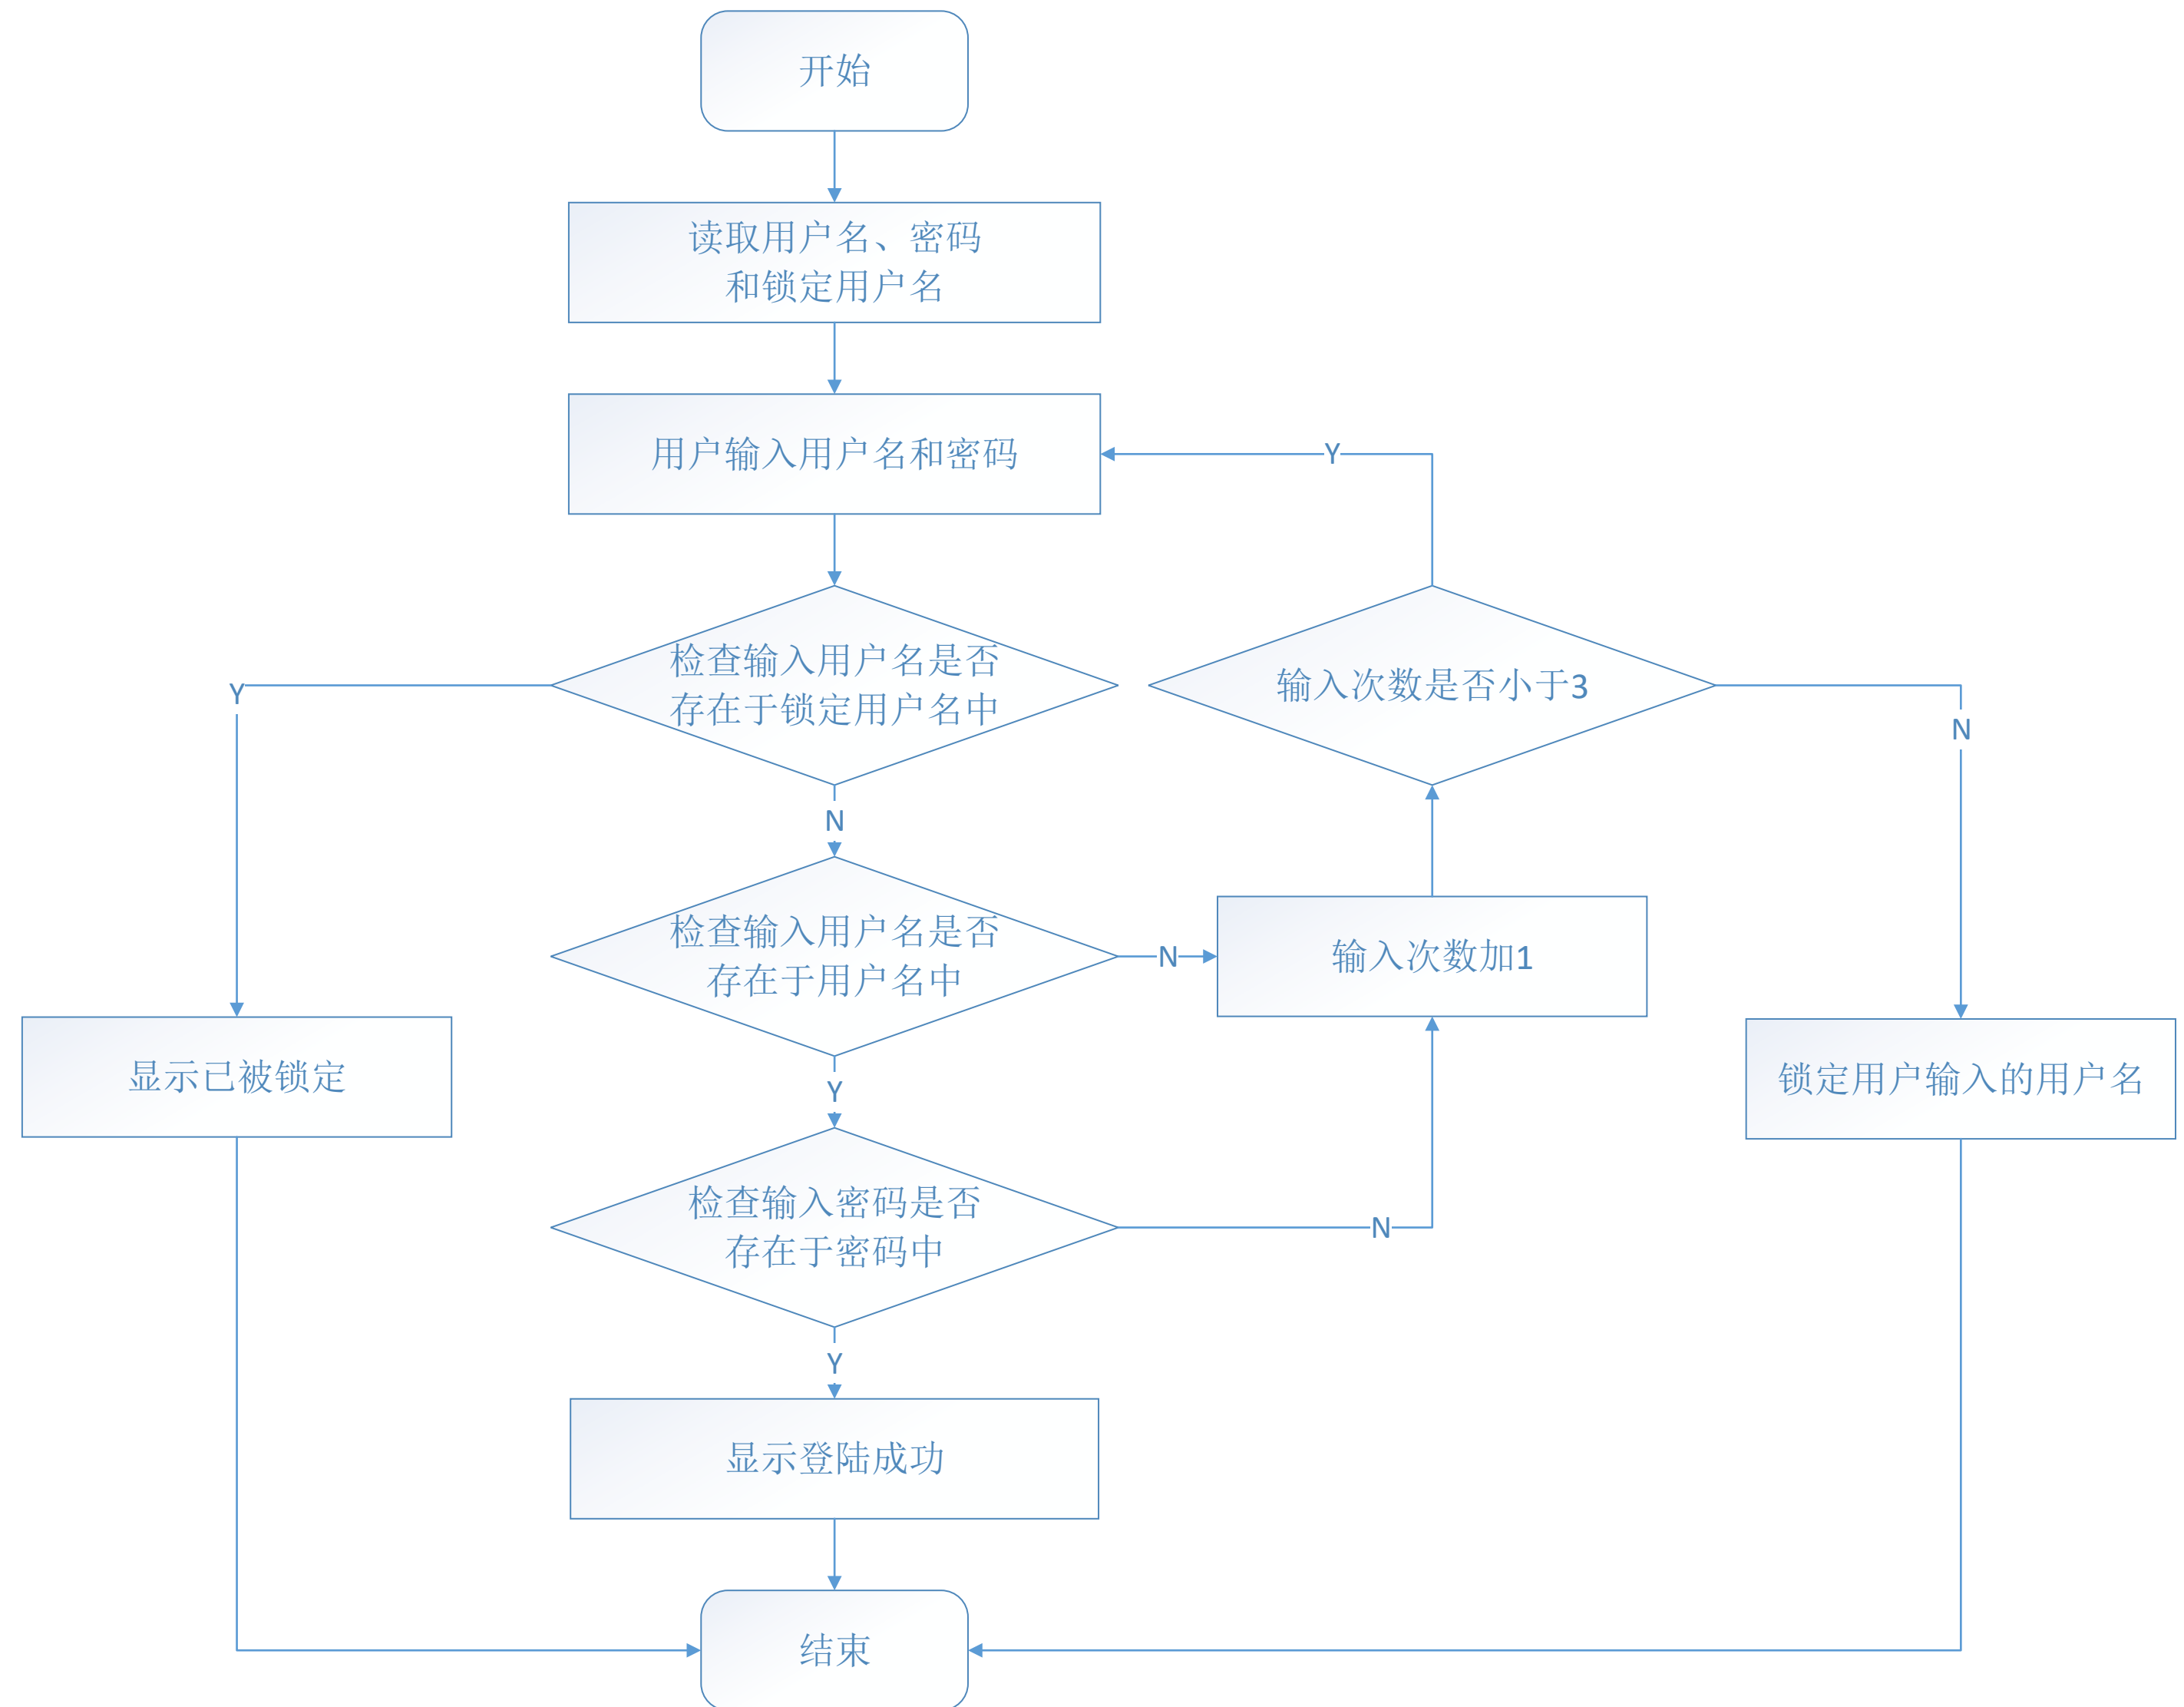 开始
读取用户名、密码
和锁定用户名
用户输入用户名和密码
Y
检查输入用户名是否
存在于锁定用户名中
输入次数是否小于3
Y
N
N
检查输入用户名是否
存在于用户名中
N
输入次数加1
显示已被锁定
锁定用户输入的用户名
Y
检查输入密码是否
存在于密码中
N
Y
显示登陆成功
结束